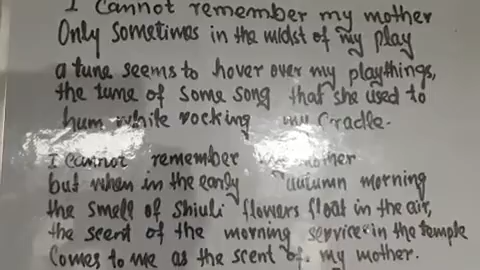 I Cannot remember my mother
Only sometimes in the midst of my play
a tune seems to hover over my playthings,
the tune of some song that she used to
hum while rocking my Cradle.
I Cannot remember my mother
but when in the early autumn morning
the smell of Shiuli flowers float in the air,
the scent of the morning service in the temple
Comes to me as the scent of my mother.